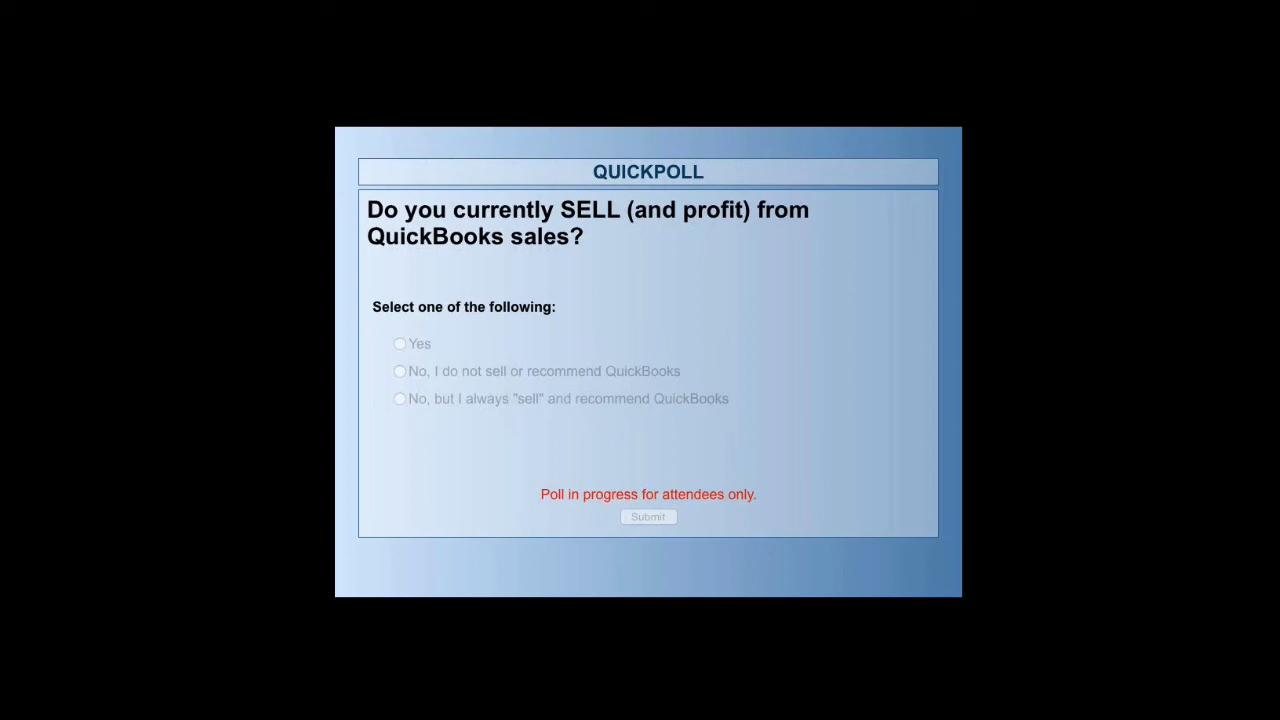 QUICKPOLL
Do you currently SELL (and profit) from
QuickBooks sales?
Select one of the following:
Yes
No, I do not sell or recommend QuickBooks
No, but I always "sell" and recommend QuickBooks
Poll in progress for attendees only.
Submit